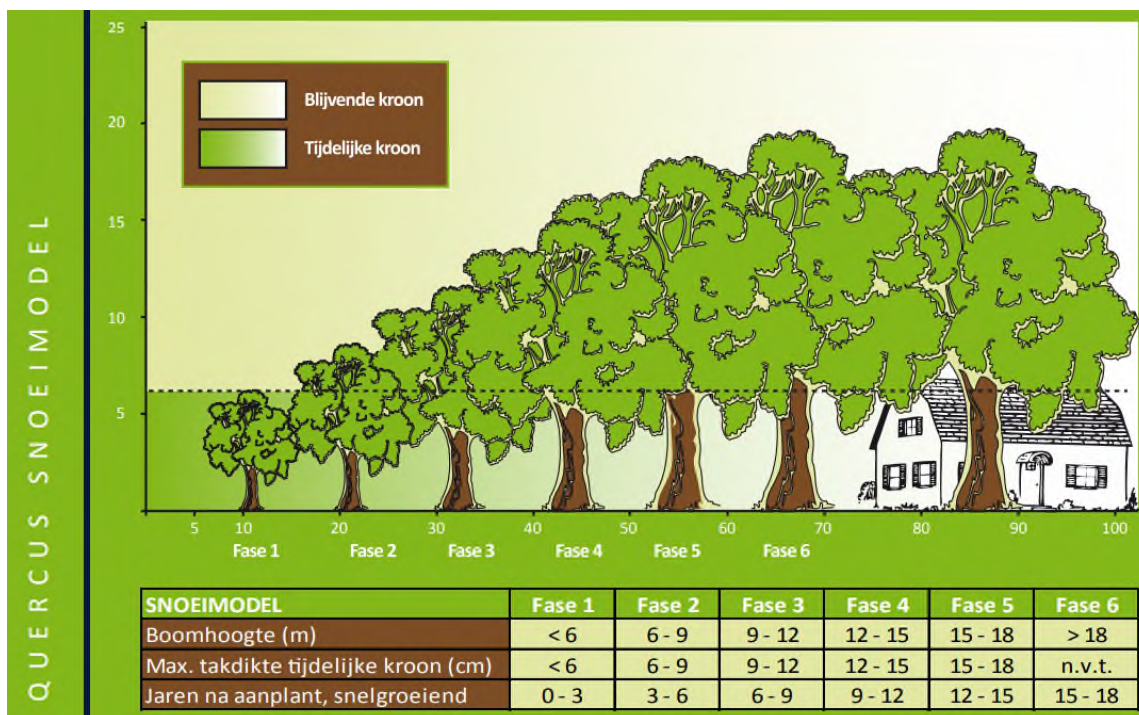 QUERCUS SNOEIMODEL
25
20
15
10
5
Blijvende kroon
Tijdelijke kroon
5 10 20 30 40 50 60 70 80 90 100
Fase 1 Fase 2 Fase 3 Fase 4 Fase 5 Fase 6
SNOEIMODEL Fase 1 Fase 2 Fase 3 Fase 4 Fase 5 Fase 6
Boomhoogte (m) < 6 6 - 9 9 - 12 12 - 15 15 - 18 > 18
Max. takdikte tijdelijke kroon (cm) < 6 6 - 9 9 - 12 12 - 15 15 - 18 n.v.t.
Jaren na aanplant, snelgroeiend 0 - 3 3 - 6 6 - 9 9 - 12 12 - 15 15 - 18